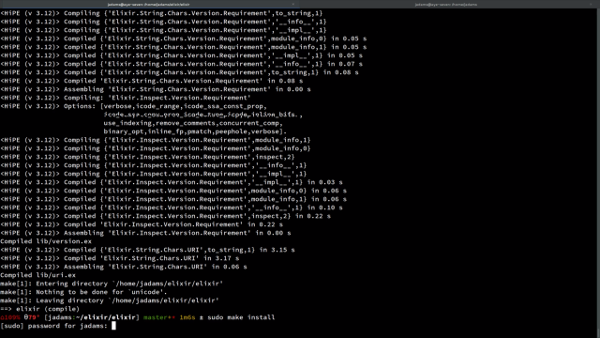 <HiPE (v 3.12)> Compiling {'Elixir.String.Chars.Version.Requirement',to_string,1}
<HiPE (v 3.12)> Compiling {'Elixir.String.Chars.Version.Requirement','__info__',1}
<HiPE (v 3.12)> Compiling {'Elixir.String.Chars.Version.Requirement','__impl__',1}
<HiPE (v 3.12)> Compiled {'Elixir.String.Chars.Version.Requirement',module_info,0} in 0.05 s
<HiPE (v 3.12)> Compiled {'Elixir.String.Chars.Version.Requirement',module_info,1} in 0.05 s
<HiPE (v 3.12)> Compiled {'Elixir.String.Chars.Version.Requirement','__impl__',1} in 0.05 s
<HiPE (v 3.12)> Compiled {'Elixir.String.Chars.Version.Requirement','__info__',1} in 0.07 s
<HiPE (v 3.12)> Compiled {'Elixir.String.Chars.Version.Requirement',to_string,1} in 0.08 s
<HiPE (v 3.12)> Compiled 'Elixir.String.Chars.Version.Requirement' in 0.08 s
<HiPE (v 3.12)> Assembling 'Elixir.String.Chars.Version.Requirement' in 0.00 s
<HiPE (v 3.12)> Compiling: 'Elixir.Inspect.Version.Requirement'
<HiPE (v 3.12)> Options: [verbose,icode_range,icode_ssa_const_prop,
use_indexing,remove_comments,concurrent_comp,
binary_opt,inline_fp,pmatch,peephole,verbose].
<HiPE (v 3.12)> Compiling {'Elixir.Inspect.Version.Requirement',module_info,1}
<HiPE (v 3.12)> Compiling {'Elixir.Inspect.Version.Requirement',module_info,0}
<HiPE (v 3.12)> Compiling {'Elixir.Inspect.Version.Requirement',inspect,2}
<HiPE (v 3.12)> Compiling {'Elixir.Inspect.Version.Requirement','__info__',1}
<HiPE (v 3.12)> Compiling {'Elixir.Inspect.Version.Requirement','__impl__',1}
<HiPE (v 3.12)> Compiled {'Elixir.Inspect.Version.Requirement','__impl__',1} in 0.03 s
<HiPE (v 3.12)> Compiled {'Elixir.Inspect.Version.Requirement',module_info,0} in 0.06 s
<HiPE (v 3.12)> Compiled {'Elixir.Inspect.Version.Requirement',module_info,1} in 0.06 s
<HiPE (v 3.12)> Compiled {'Elixir.Inspect.Version.Requirement','__info__',1} in 0.10 s
<HiPE (v 3.12)> Compiled {'Elixir.Inspect.Version.Requirement',inspect,2} in 0.22 s
<HiPE (v 3.12)> Compiled 'Elixir.Inspect.Version.Requirement' in 0.22 s
<HiPE (v 3.12)> Assembling 'Elixir.Inspect.Version.Requirement' in 0.00 s
Compiled lib/version.ex
<HiPE (v 3.12)> Compiled {'Elixir.String.Chars.URI',to_string,1} in 3.15 s
<HiPE (v 3.12)> Compiled 'Elixir.String.Chars.URI' in 3.17 s
<HiPE (v 3.12)> Assembling 'Elixir.String.Chars.URI' in 0.06 s
Compiled lib/uri.ex
make[1]: Entering directory `/home/jadams/elixir/elixir'
make[1]: Nothing to be done for `unicode'.
make[1]: Leaving directory `/home/jadams/elixir/elixir'
==> elixir (compile)
[jadams:~/elixir/elixir] master 1m6s sudo make install
[sudo] password for jadams: